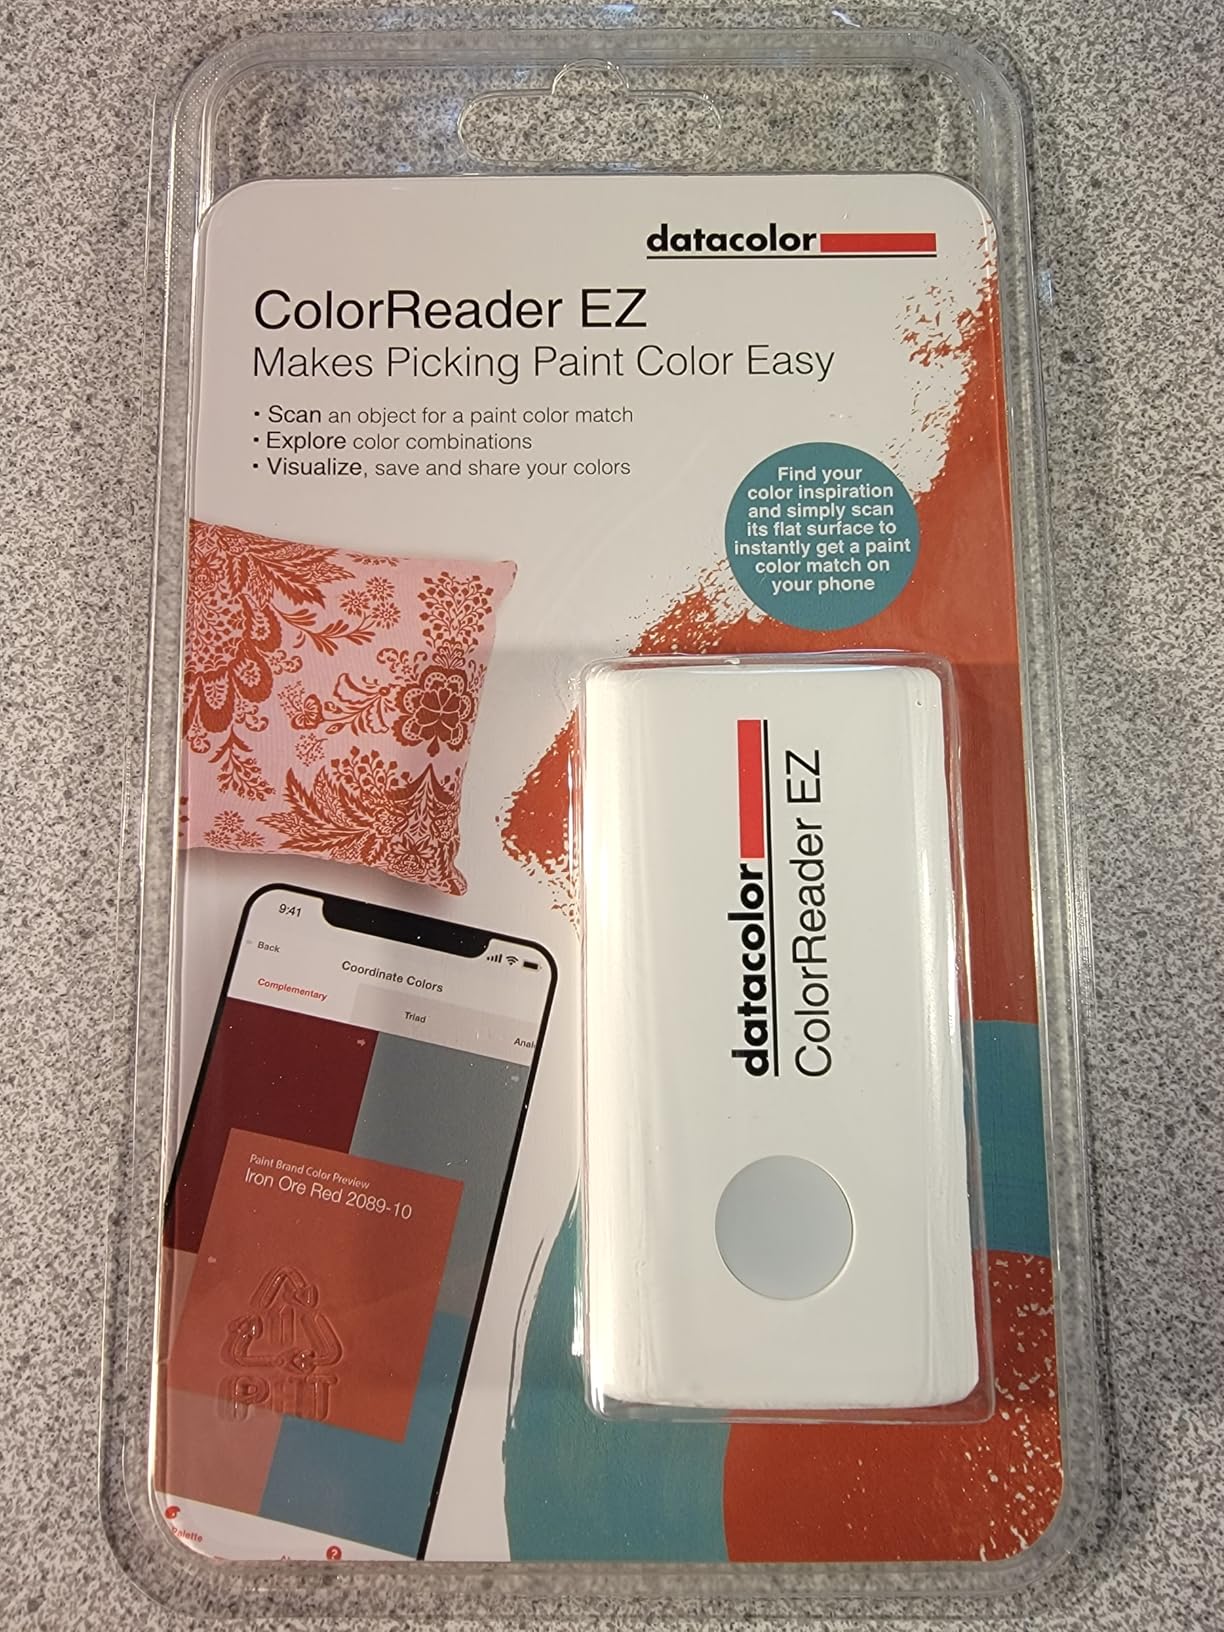 datacolor
ColorReader EZ
Makes Picking Paint Color Easy
• Scan an object for a paint color match
• Explore color combinations
• Visualize, save and share your colors
Find your
color inspiration
and simply scan
its flat surface to
instantly get a paint
color match on
your phone
datacolor
ColorReader EZ
9:41
Back
Coordinate Colors
Complementary
Triad
Anal
Paint Brand Color Preview
Iron Ore Red 2089-10
Palette
?